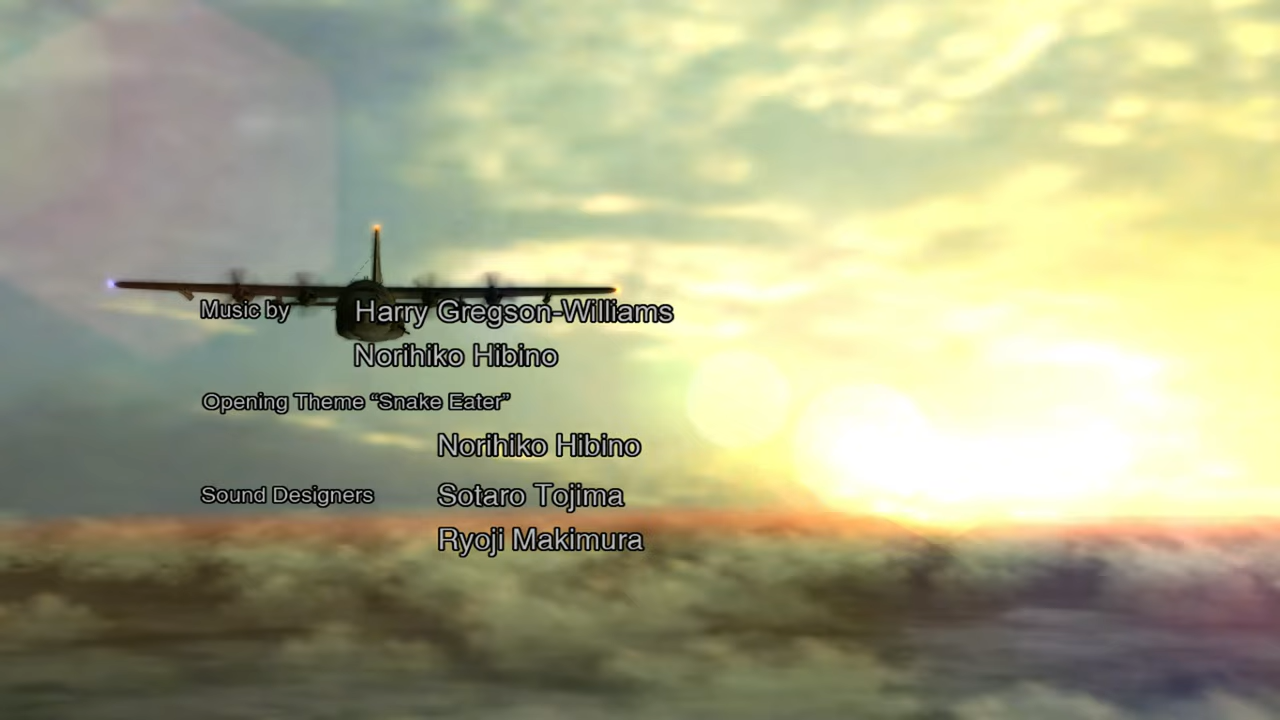 Music by Harry Gregson-Williams
Norihiko Hibino
Opening Theme “Snake Eater”
Norihiko Hibino
Sound Designers Sotaro Tojima
Ryoji Makimura